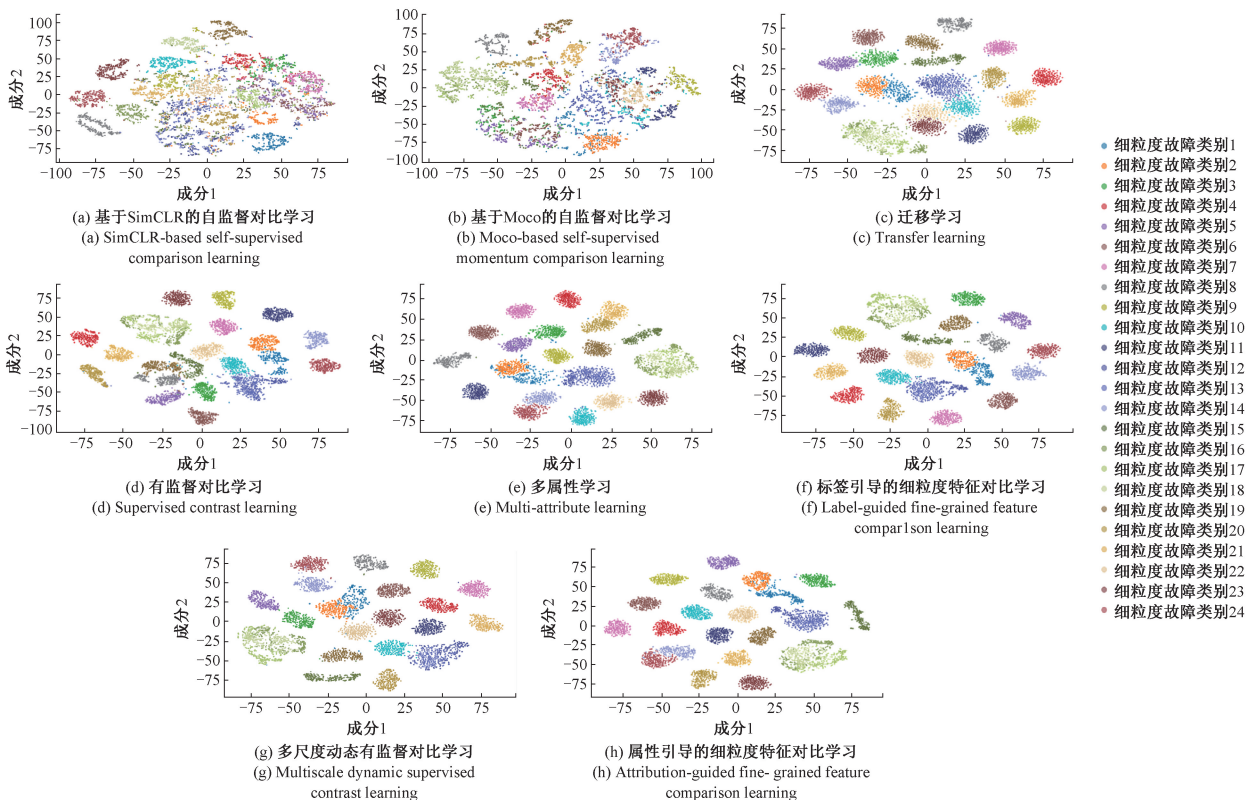 100
75
50
25
0
−25
−50
−75
−100 −75 −50 −25 0 25 50 75
成分2
成分1
(a) 基于SimCLR的自监督对比学习
(a) SimCLR-based self-supervised
comparison learning
100
75
50
25
0
−25
−50
−75
−100
−100 −75 −50 −25 0 25 50 75 100
成分2
成分1
(b) 基于Moco的自监督对比学习
(b) Moco-based self-supervised
momentum comparison learning
75
50
25
0
−25
−50
−75
−75 −50 −25 0 25 50 75
成分2
成分1
(c) 迁移学习
(c) Transfer learning
75
50
25
0
−25
−50
−75
−100
−75 −50 −25 0 25 50 75
成分2
成分1
(d) 有监督对比学习
(d) Supervised contrast learning
75
50
25
0
−25
−50
−75
−75 −50 −25 0 25 50 75
成分2
成分1
(e) 多属性学习
(e) Multi-attribute learning
75
50
25
0
−25
−50
−75
−75 −50 −25 0 25 50 75
成分2
成分1
(f) 标签引导的细粒度特征对比学习
(f) Label-guided fine-grained feature
compar1son learning
75
50
25
0
−25
−50
−75
−75 −50 −25 0 25 50 75
成分2
成分1
(g) 多尺度动态有监督对比学习
(g) Multiscale dynamic supervised
contrast learning
75
50
25
0
−25
−50
−75
−75 −50 −25 0 25 50 75
成分2
成分1
(h) 属性引导的细粒度特征对比学习
(h) Attribution-guided fine- grained feature
comparison learning
细粒度故障类别1
细粒度故障类别2
细粒度故障类别3
细粒度故障类别4
细粒度故障类别5
细粒度故障类别6
细粒度故障类别7
细粒度故障类别8
细粒度故障类别9
细粒度故障类别10
细粒度故障类别11
细粒度故障类别12
细粒度故障类别13
细粒度故障类别14
细粒度故障类别15
细粒度故障类别16
细粒度故障类别17
细粒度故障类别18
细粒度故障类别19
细粒度故障类别20
细粒度故障类别21
细粒度故障类别22
细粒度故障类别23
细粒度故障类别24